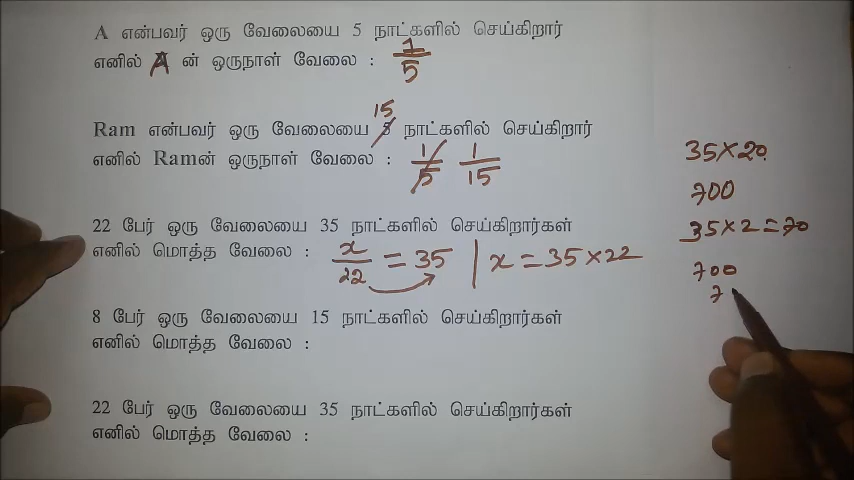 A என்பவர் ஒரு வேலையை 5 நாட்களில் செய்கிறார்
எனில் A ன் ஒருநாள் வேலை : 1/5
15
Ram என்பவர் ஒரு வேலையை 5 நாட்களில் செய்கிறார்
எனில் Ramன் ஒருநாள் வேலை : 1/5 1/15
22 பேர் ஒரு வேலையை 35 நாட்களில் செய்கிறார்கள்
எனில் மொத்த வேலை : x/22 = 35 | x = 35 × 22
8 பேர் ஒரு வேலையை 15 நாட்களில் செய்கிறார்கள்
எனில் மொத்த வேலை :
22 பேர் ஒரு வேலையை 35 நாட்களில் செய்கிறார்கள்
எனில் மொத்த வேலை :
35 × 20
700
35 × 2 = 70
700
7